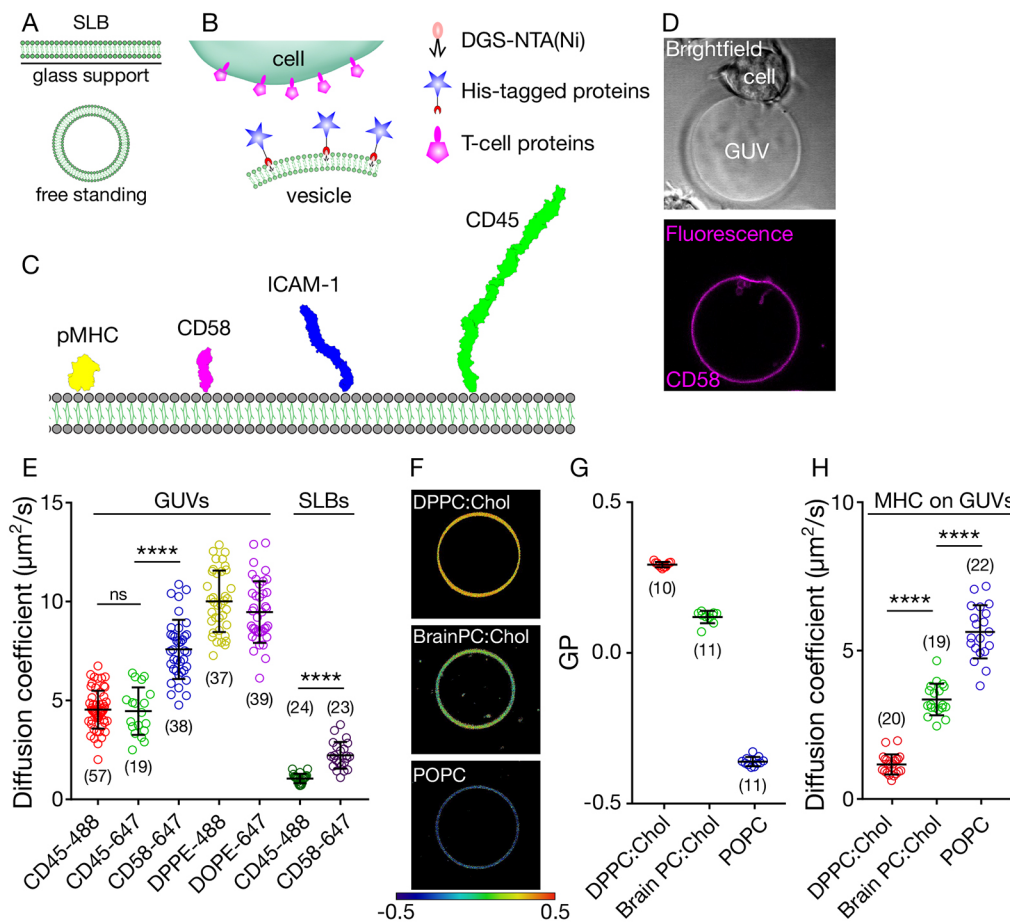 A
SLB
glass support
free standing
B
cell
vesicle
DGS-NTA(Ni)
His-tagged proteins
T-cell proteins
C
pMHC
CD58
ICAM-1
CD45
D
Brightfield
cell
GUV
Fluorescence
CD58
E
Diffusion coefficient (µm²/s)
15
10
5
0
GUVs
SLBs
ns
****
****
(57)
(19)
(38)
(37)
(39)
(24)
(23)
CD45-488
CD45-647
CD58-647
DPPE-488
DOPE-647
CD45-488
CD58-647
F
DPPC:Chol
BrainPC:Chol
POPC
-0.5
0.5
G
GP
0.5
0.0
-0.5
(10)
(11)
(11)
DPPC:Chol
Brain PC:Chol
POPC
H
Diffusion coefficient (µm²/s)
10
5
0
MHC on GUVs
****
****
(20)
(19)
(22)
DPPC:Chol
Brain PC:Chol
POPC